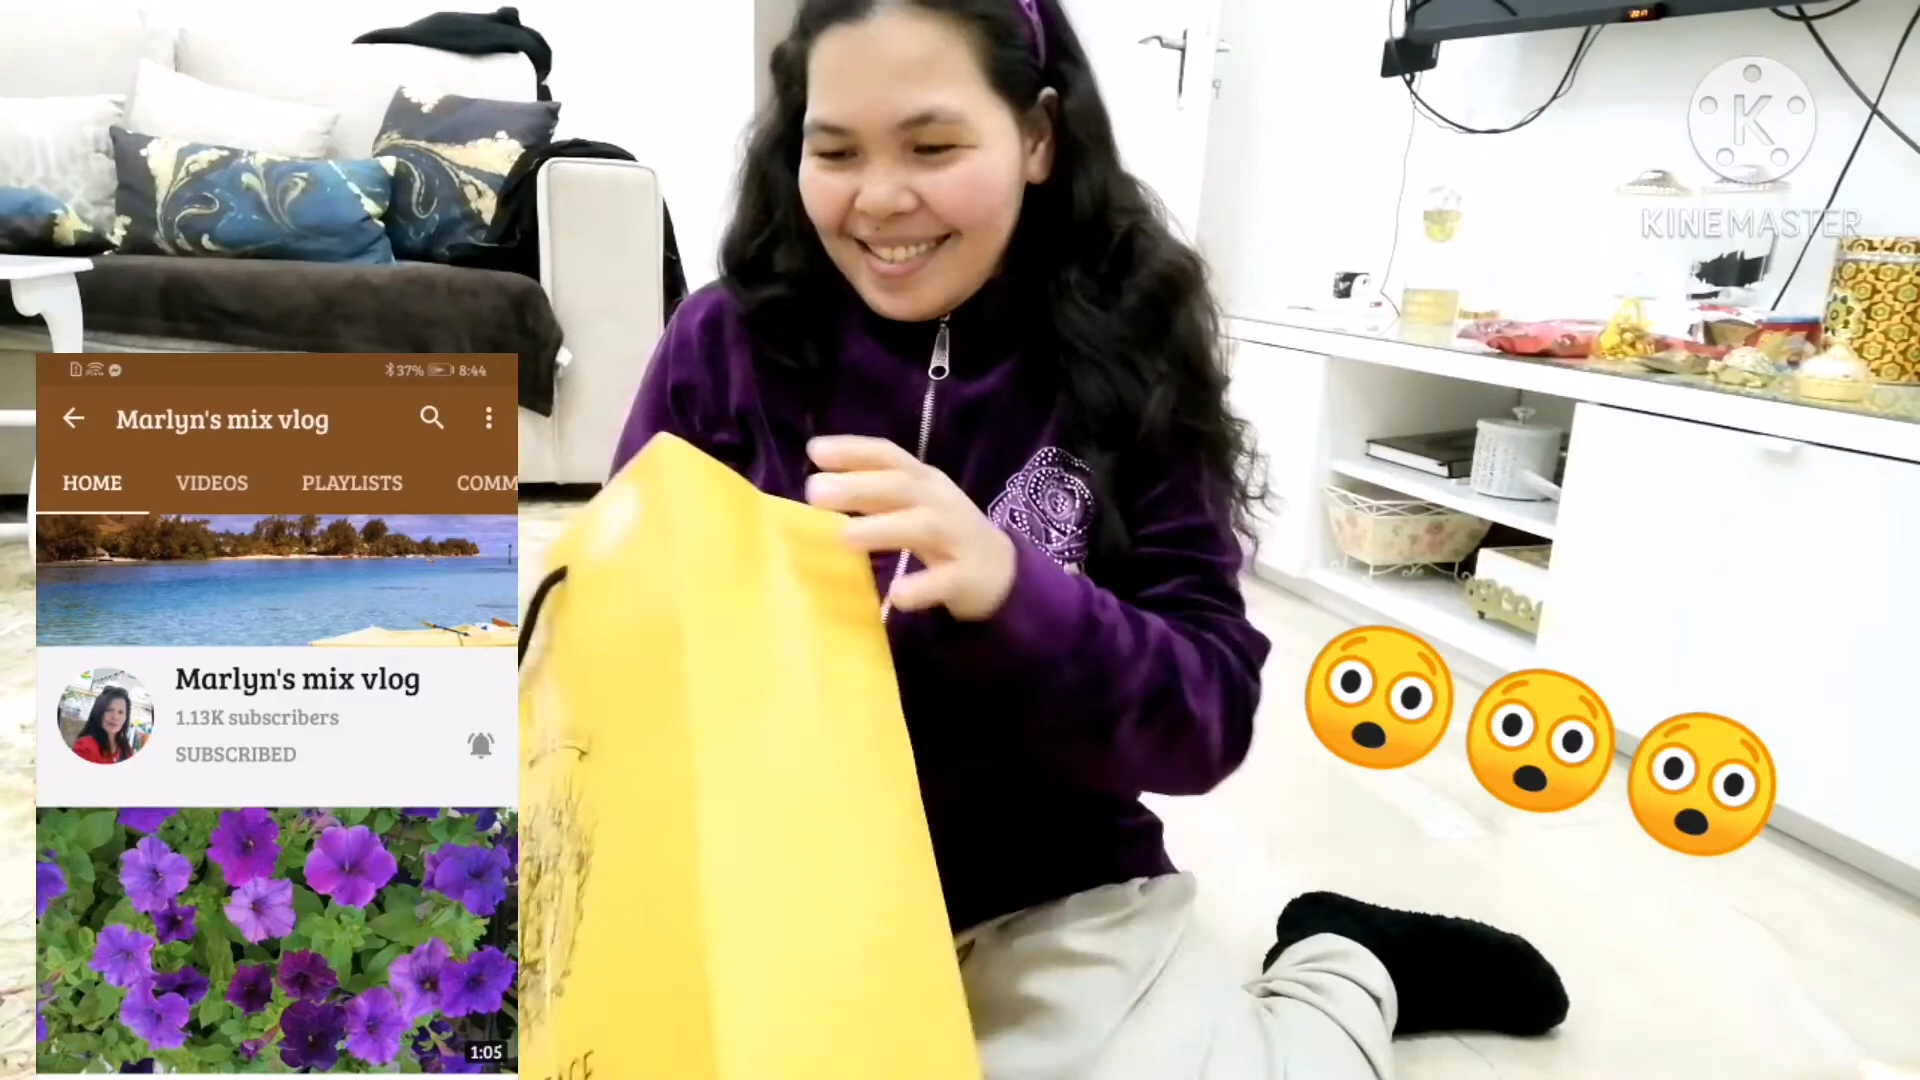 37% 8:44
Marlyn's mix vlog
HOME VIDEOS PLAYLISTS COMM
Marlyn's mix vlog
1.13K subscribers
SUBSCRIBED
1:05
K
KINEMASTER